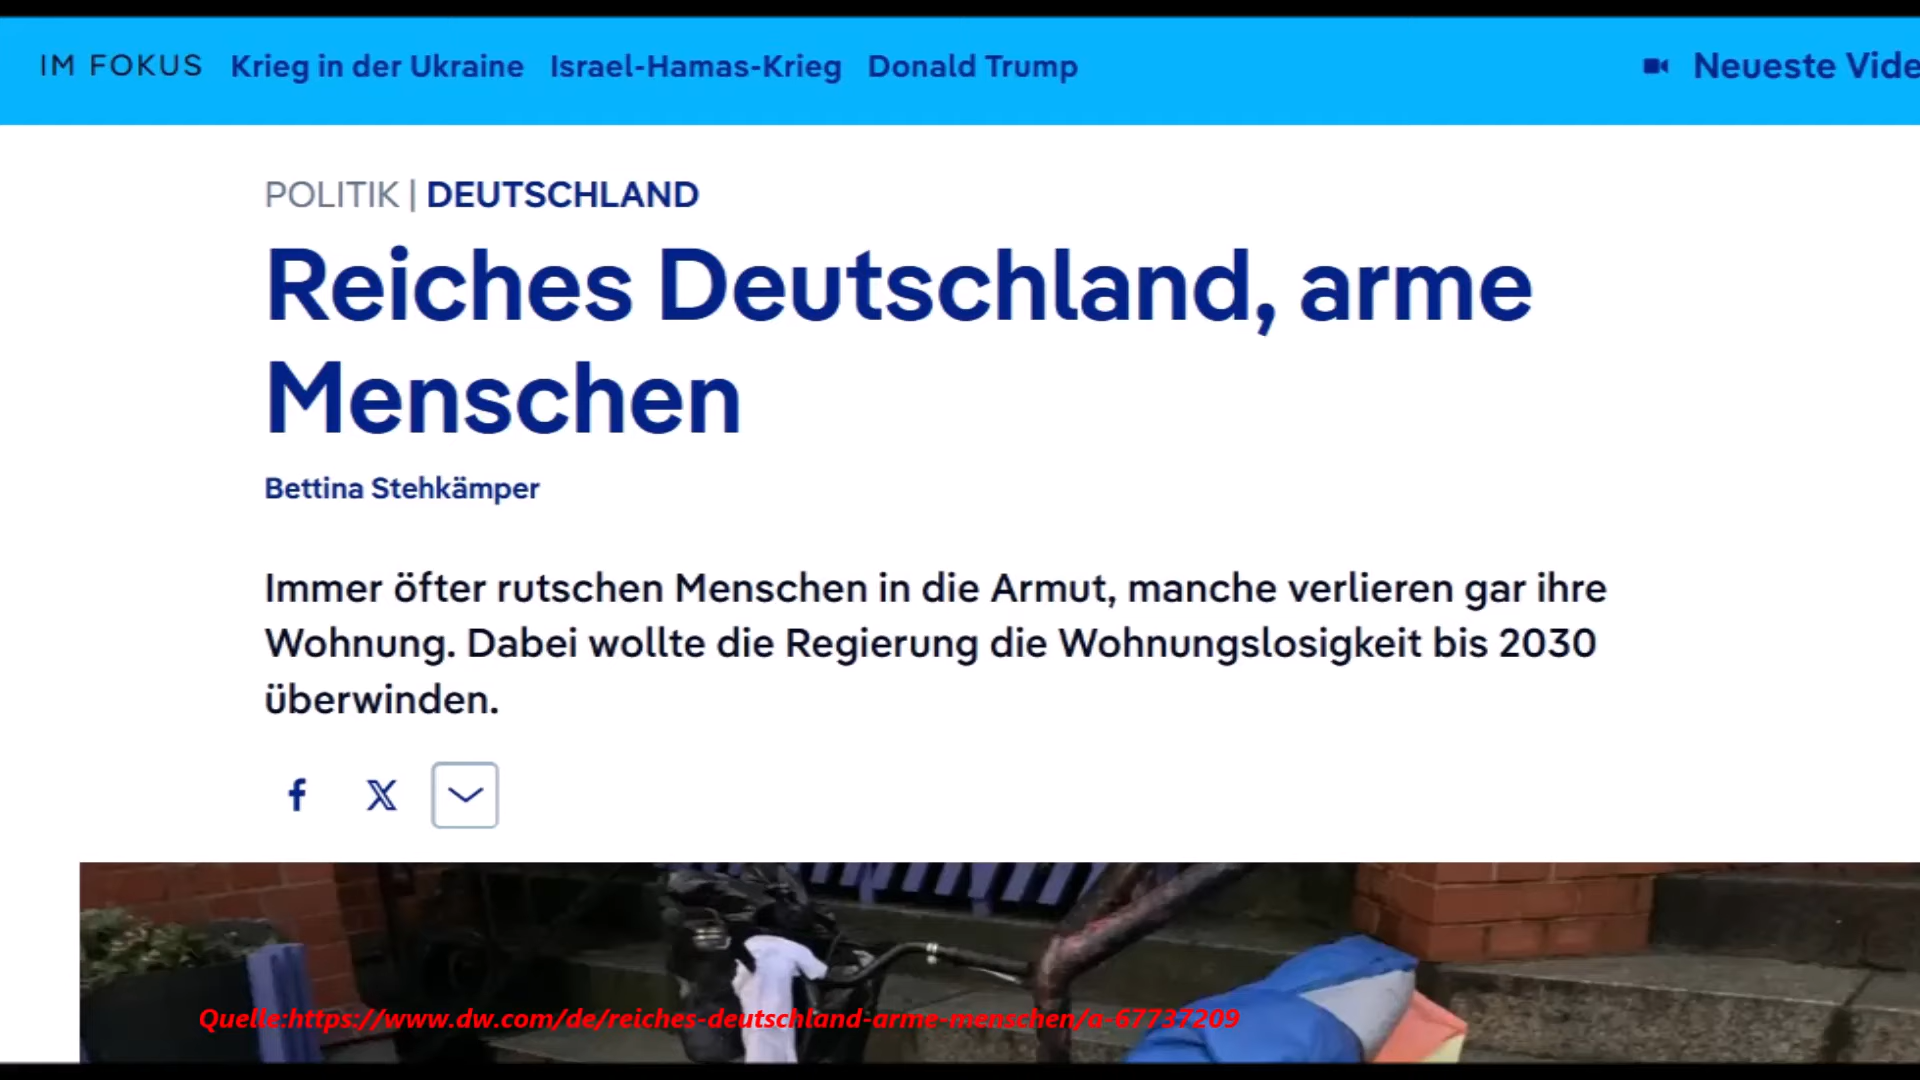 IM FOKUS Krieg in der Ukraine Israel-Hamas-Krieg Donald Trump Neueste Vide
POLITIK | DEUTSCHLAND
Reiches Deutschland, arme
Menschen
Bettina Stehkämper
Immer öfter rutschen Menschen in die Armut, manche verlieren gar ihre
Wohnung. Dabei wollte die Regierung die Wohnungslosigkeit bis 2030
überwinden.
Quelle:https://www.dw.com/de/reiches-deutschland-arme-menschen/a-67737209